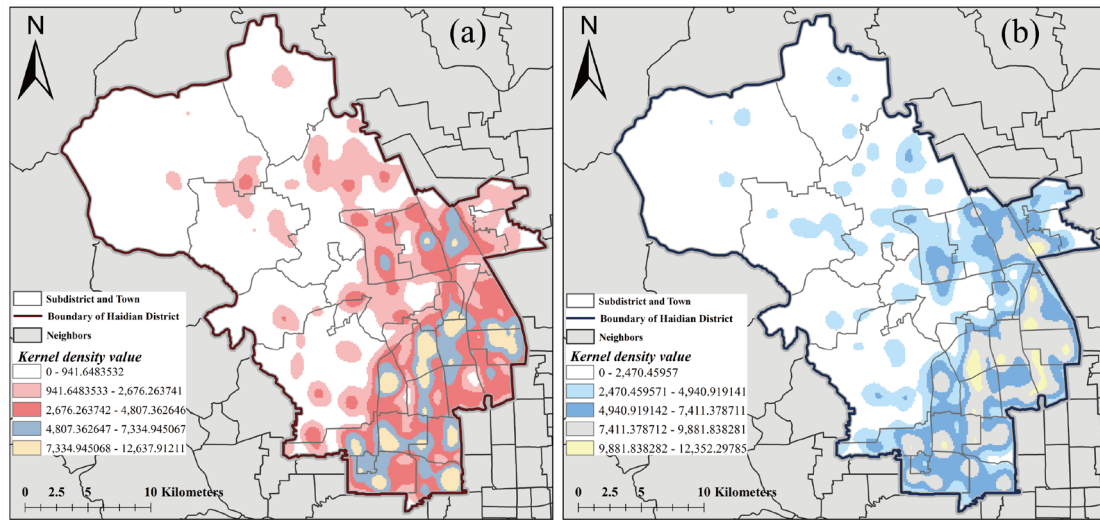 N
(a)
Subdistrict and Town
Boundary of Haidian District
Neighbors
Kernel density value
0 - 941.6483532
941.6483533 - 2,676.263741
2,676.263742 - 4,807.362646
4,807.362647 - 7,334.945067
7,334.945068 - 12,637.91211
0 2.5 5 10 Kilometers
N
(b)
Subdistrict and Town
Boundary of Haidian District
Neighbors
Kernel density value
0 - 2,470.45957
2,470.459571 - 4,940.919141
4,940.919142 - 7,411.378711
7,411.378712 - 9,881.838281
9,881.838282 - 12,352.29785
0 2.5 5 10 Kilometers